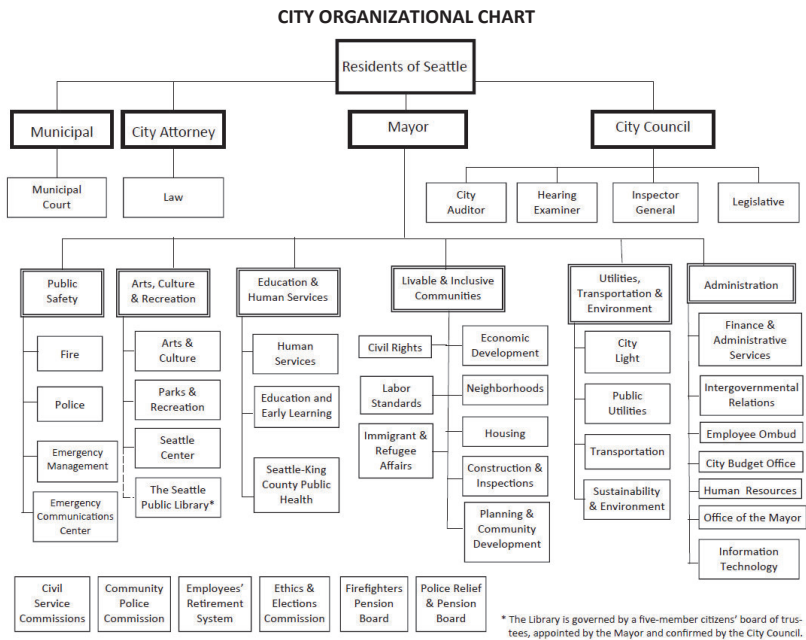 CITY ORGANIZATIONAL CHART
Residents of Seattle
Municipal
City Attorney
Mayor
City Council
Municipal
Court
Law
City
Auditor
Hearing
Examiner
Inspector
General
Legislative
Public
Safety
Fire
Police
Emergency
Management
Emergency
Communications
Center
Arts, Culture
& Recreation
Arts &
Culture
Parks &
Recreation
Seattle
Center
The Seattle
Public Library*
Education &
Human Services
Human
Services
Education and
Early Learning
Seattle-King
County Public
Health
Livable & Inclusive
Communities
Civil Rights
Labor
Standards
Immigrant &
Refugee
Affairs
Economic
Development
Neighborhoods
Housing
Construction &
Inspections
Planning &
Community
Development
Utilities,
Transportation &
Environment
City
Light
Public
Utilities
Transportation
Sustainability
& Environment
Administration
Finance &
Administrative
Services
Intergovernmental
Relations
Employee Ombud
City Budget Office
Human Resources
Office of the Mayor
Information
Technology
Civil
Service
Commissions
Community
Police
Commission
Employees'
Retirement
System
Ethics &
Elections
Commission
Firefighters
Pension
Board
Police Relief
& Pension
Board
* The Library is governed by a five-member citizens' board of trus-
tees, appointed by the Mayor and confirmed by the City Council.